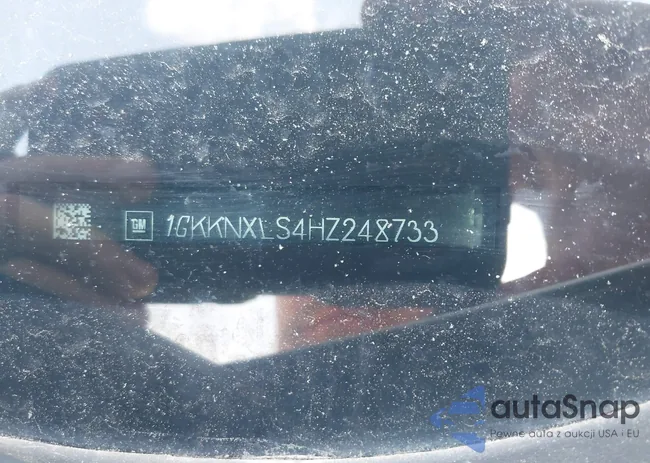 GM 1GKKNXLS4HZ248733
autaSnap
Pewne auta z aukcji USA i EU